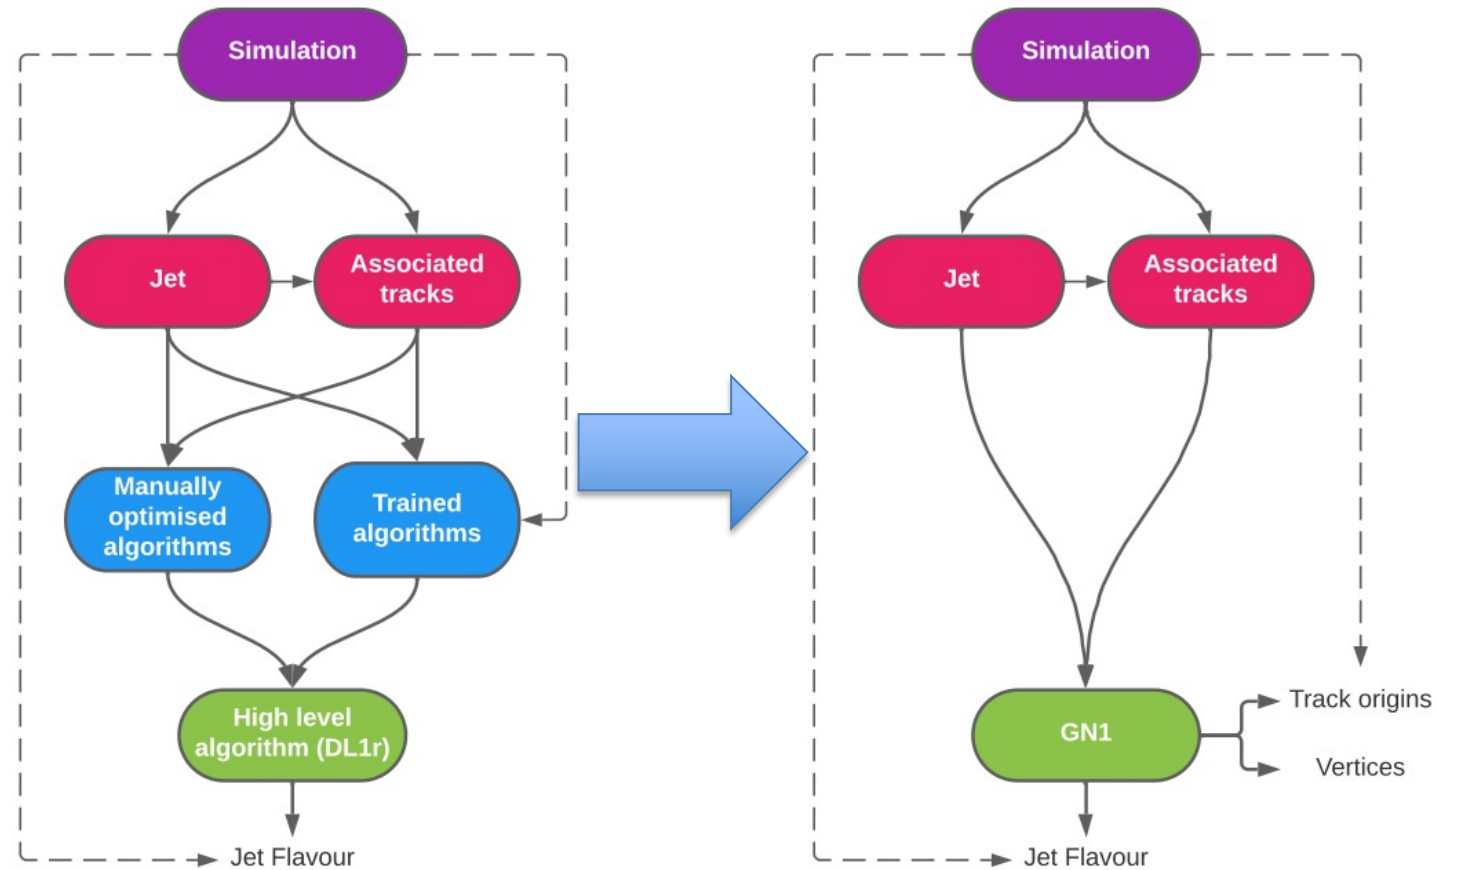 Simulation
Jet
Associated
tracks
Manually
optimised
algorithms
Trained
algorithms
High level
algorithm (DL1r)
Jet Flavour
Simulation
Jet
Associated
tracks
GN1
Track origins
Vertices
Jet Flavour